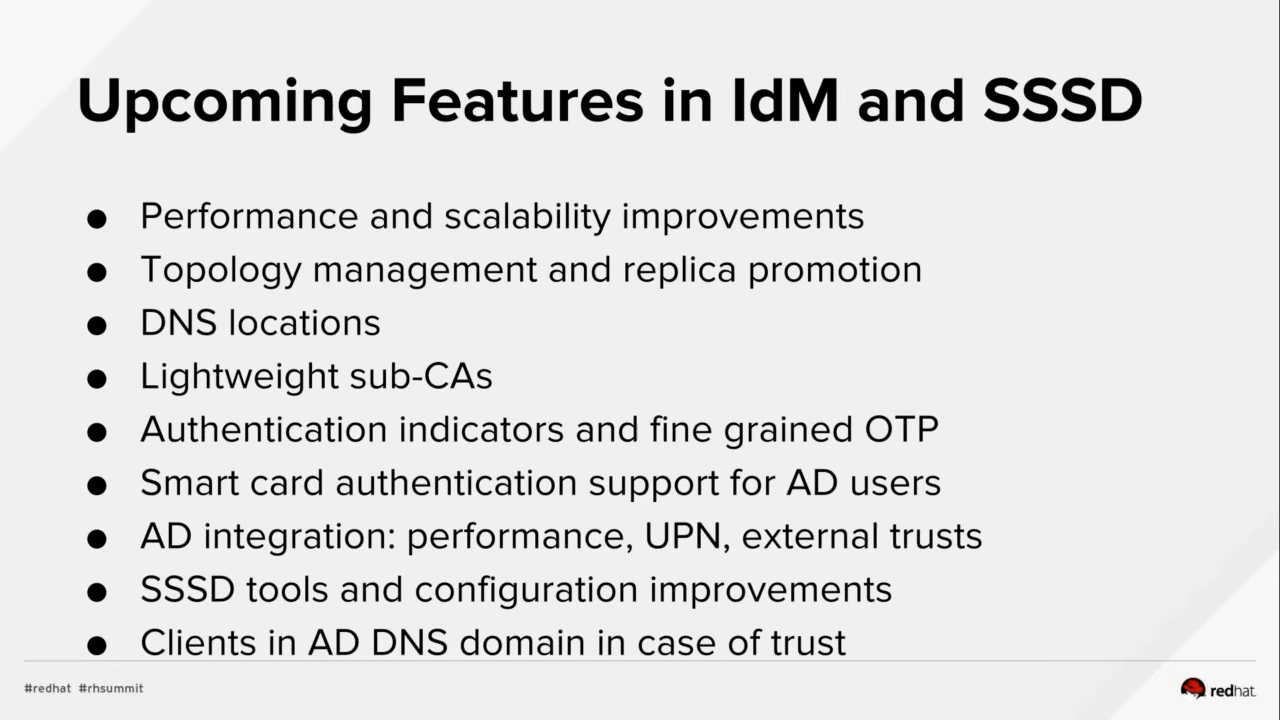 Upcoming Features in IdM and SSSD
● Performance and scalability improvements
● Topology management and replica promotion
● DNS locations
● Lightweight sub-CAs
● Authentication indicators and fine grained OTP
● Smart card authentication support for AD users
● AD integration: performance, UPN, external trusts
● SSSD tools and configuration improvements
● Clients in AD DNS domain in case of trust
#redhat #rhsummit
redhat.